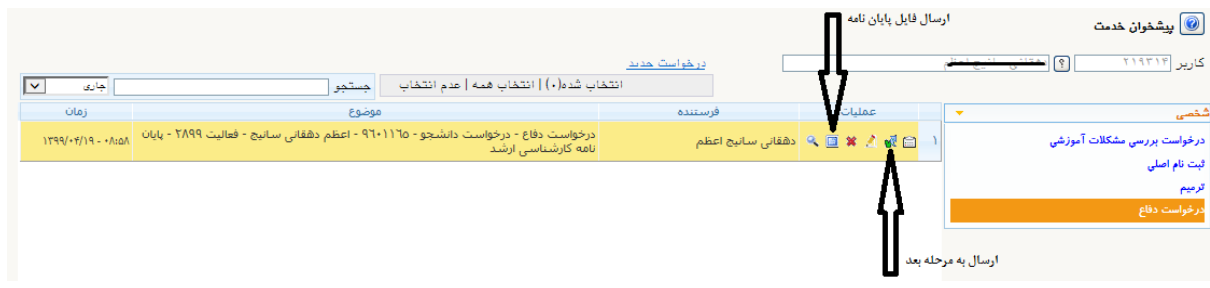 ارسال فایل پایان نامه
پیشخوان خدمت
کاربر ۲۱۹۳۱۴ ؟
درخواست جدید
انتخاب شده(۰) | انتخاب همه | عدم انتخاب جستجو جاری
شخصی
عملیات فرستنده موضوع زمان
درخواست بررسی مشکلات آموزشی
ثبت نام اصلی
ترمیم
درخواست دفاع
۱ دهقانی سانیج اعظم درخواست دفاع - درخواست دانشجو - ۹۶۰۱۱۶۵ - اعظم دهقانی سانیج - فعالیت ۲۸۹۹ - پایان ۱۳۹۹/۰۴/۱۹ - ۰۸:۵۸
نامه کارشناسی ارشد
ارسال به مرحله بعد